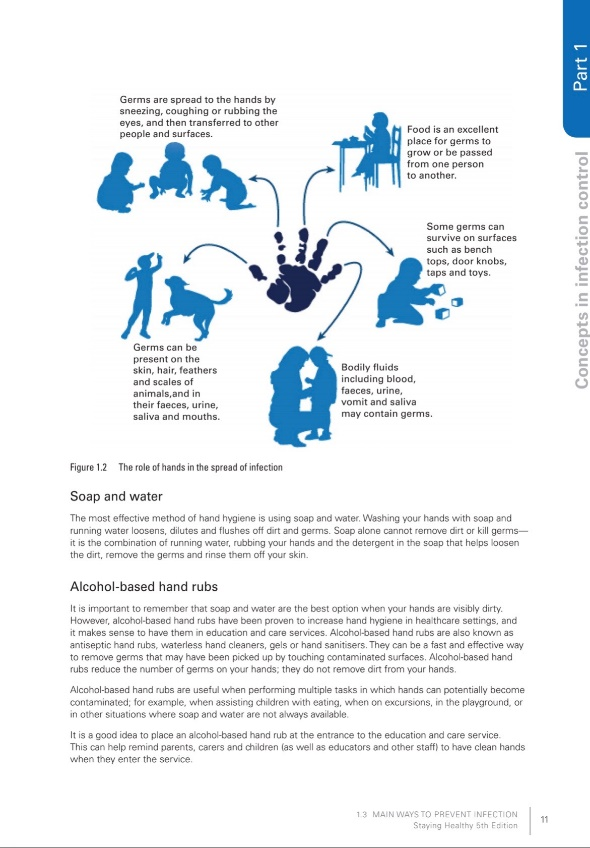 Part 1
Concepts in infection control
Germs are spread to the hands by
sneezing, coughing or rubbing the
eyes, and then transferred to other
people and surfaces.
Food is an excellent
place for germs to
grow or be passed
from one person
to another.
Some germs can
survive on surfaces
such as bench
tops, door knobs,
taps and toys.
Germs can be
present on the
skin, hair, feathers
and scales of
animals,and in
their faeces, urine,
saliva and mouths.
Bodily fluids
including blood,
faeces, urine,
vomit and saliva
may contain germs.
Figure 1.2 The role of hands in the spread of infection
Soap and water
The most effective method of hand hygiene is using soap and water. Washing your hands with soap and
running water loosens, dilutes and flushes off dirt and germs. Soap alone cannot remove dirt or kill germs—
it is the combination of running water, rubbing your hands and the detergent in the soap that helps loosen
the dirt, remove the germs and rinse them off your skin.
Alcohol-based hand rubs
It is important to remember that soap and water are the best option when your hands are visibly dirty.
However, alcohol-based hand rubs have been proven to increase hand hygiene in healthcare settings, and
it makes sense to have them in education and care services. Alcohol-based hand rubs are also known as
antiseptic hand rubs, waterless hand cleaners, gels or hand sanitisers. They can be a fast and effective way
to remove germs that may have been picked up by touching contaminated surfaces. Alcohol-based hand
rubs reduce the number of germs on your hands; they do not remove dirt from your hands.
Alcohol-based hand rubs are useful when performing multiple tasks in which hands can potentially become
contaminated; for example, when assisting children with eating, when on excursions, in the playground, or
in other situations where soap and water are not always available.
It is a good idea to place an alcohol-based hand rub at the entrance to the education and care service.
This can help remind parents, carers and children (as well as educators and other staff) to have clean hands
when they enter the service.
1.3 MAIN WAYS TO PREVENT INFECTION
Staying Healthy 5th Edition
11